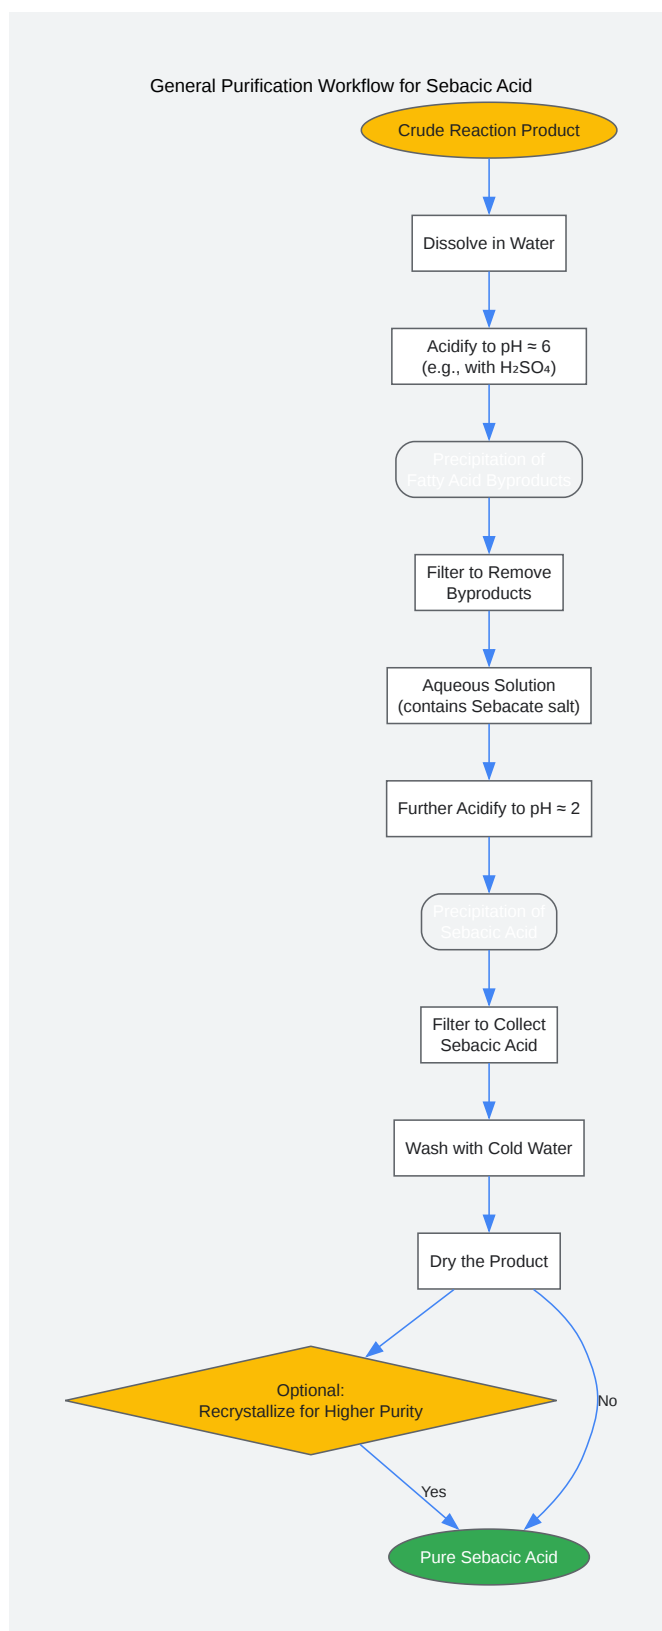 General Purification Workflow for Sebacic Acid
Crude Reaction Product
Dissolve in Water
Acidify to pH ≈ 6
(e.g., with H₂SO₄)
Precipitation of
Fatty Acid Byproducts
Filter to Remove
Byproducts
Aqueous Solution
(contains Sebacate salt)
Further Acidify to pH ≈ 2
Precipitation of
Sebacic Acid
Filter to Collect
Sebacic Acid
Wash with Cold Water
Dry the Product
Optional:
Recrystallize for Higher Purity
No
Yes
Pure Sebacic Acid